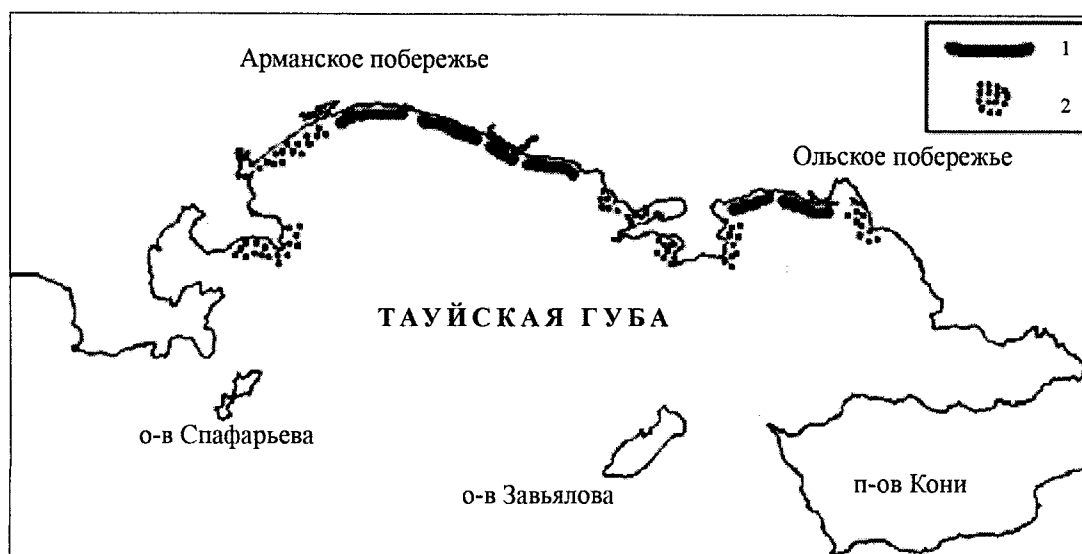 Арманское побережье
1
2
Ольское побережье
ТАУЙСКАЯ ГУБА
о-в Спафарьева
о-в Завьялова
п-ов Кони